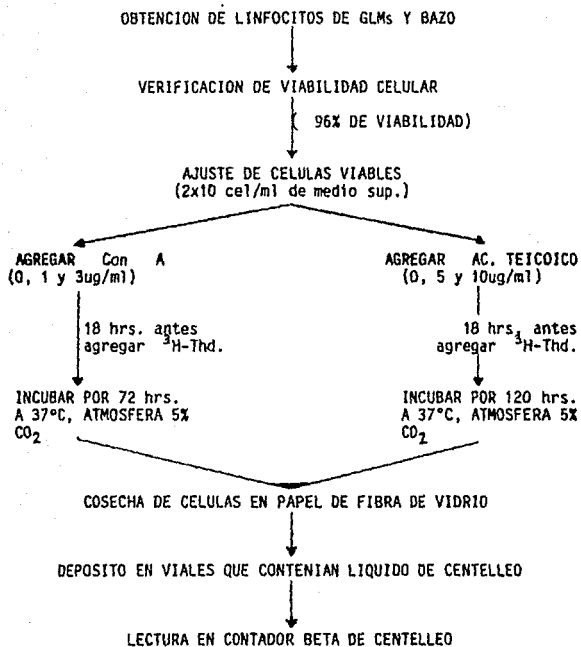 OBTENCION DE LINFOCITOS DE GLMs Y BAZO
VERIFICACION DE VIABILIDAD CELULAR
( 96% DE VIABILIDAD)
AJUSTE DE CELULAS VIABLES
(2x10 cel/ml de medio sup.)
AGREGAR Con A
(0, 1 y 3ug/ml)
18 hrs. antes
agregar ³H-Thd.
INCUBAR POR 72 hrs.
A 37°C, ATMOSFERA 5%
CO₂
AGREGAR AC. TEICOICO
(0, 5 y 10ug/ml)
18 hrs. antes
agregar ³H-Thd.
INCUBAR POR 120 hrs.
A 37°C, ATMOSFERA 5%
CO₂
COSECHA DE CELULAS EN PAPEL DE FIBRA DE VIDRIO
DEPOSITO EN VIALES QUE CONTENIAN LIQUIDO DE CENTELLEO
LECTURA EN CONTADOR BETA DE CENTELLEO